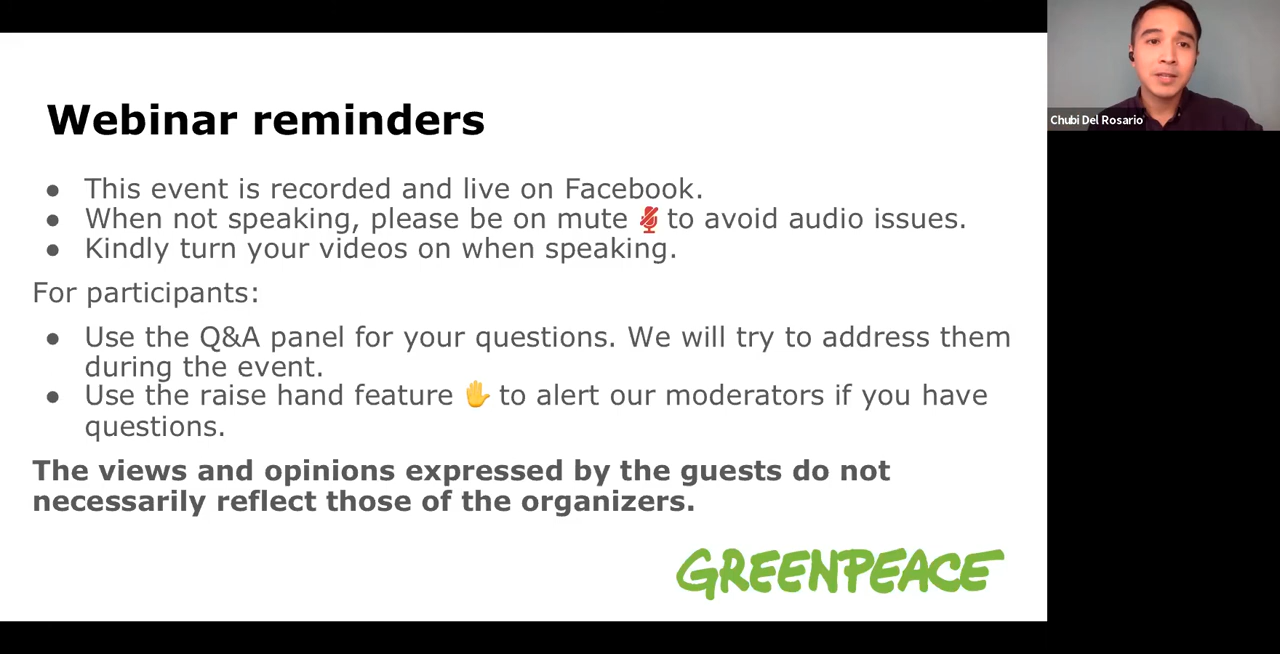 Webinar reminders
● This event is recorded and live on Facebook.
● When not speaking, please be on mute to avoid audio issues.
● Kindly turn your videos on when speaking.
For participants:
● Use the Q&A panel for your questions. We will try to address them
during the event.
● Use the raise hand feature ✋ to alert our moderators if you have
questions.
The views and opinions expressed by the guests do not
necessarily reflect those of the organizers.
GREENPEACE
Chubi Del Rosario